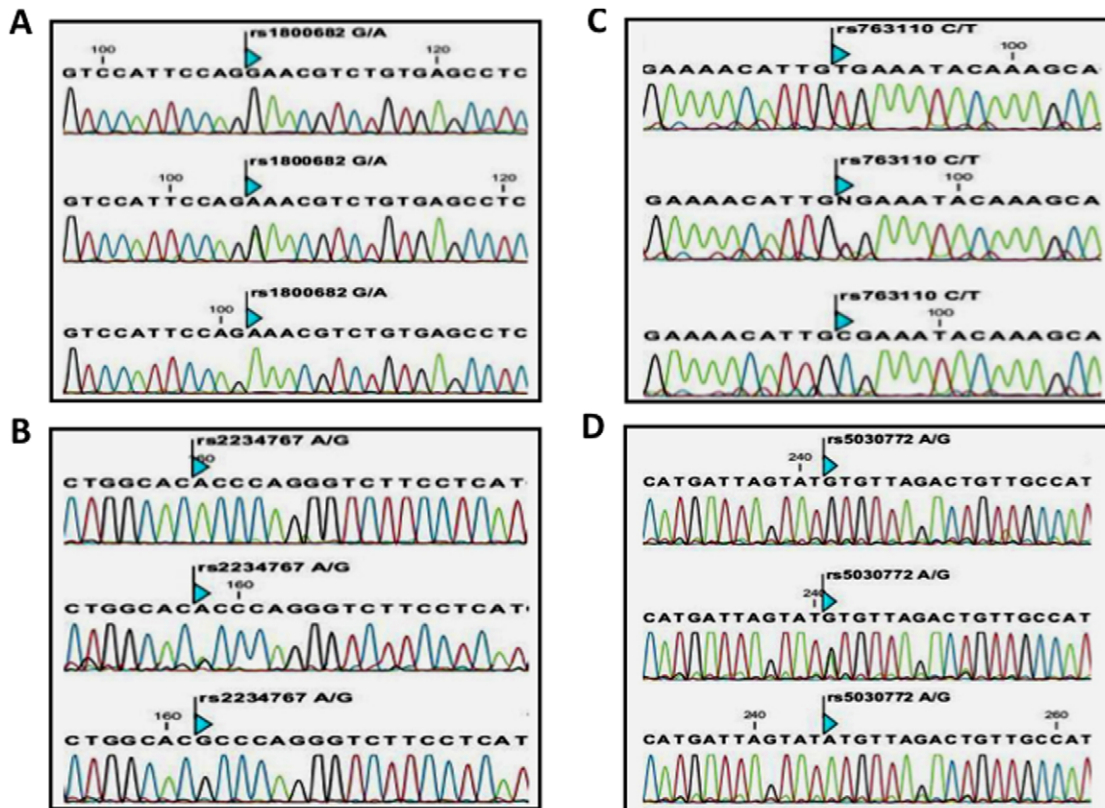 A
rs1800682 G/A
100 120
GTCCATTCCAGGAACGTCTGTGAGCCTC
rs1800682 G/A
100 120
GTCCATTCCAGAAACGTCTGTGAGCCTC
rs1800682 G/A
100
GTCCATTCCAGAAACGTCTGTGAGCCTC
B
rs2234767 A/G
160
CTGGCACACCCAGGGTCTTCCTCAT
rs2234767 A/G
160
CTGGCACACCCAGGGTCTTCCTCAT
rs2234767 A/G
160
CTGGCACGCCCAGGGTCTTCCTCAT
C
rs763110 C/T
100
GAAAACATTGTGAAATACAAAGCA
rs763110 C/T
100
GAAAACATTGNGAAATACAAAGCA
rs763110 C/T
100
GAAAACATTGCGAAATACAAAGCA
D
rs5030772 A/G
240
CATGATTAGTATGTGTTAGACTGTTGCCAT
rs5030772 A/G
240
CATGATTAGTATGTGTTAGACTGTTGCCAT
rs5030772 A/G
240 260
CATGATTAGTATATGTTAGACTGTTGCCAT